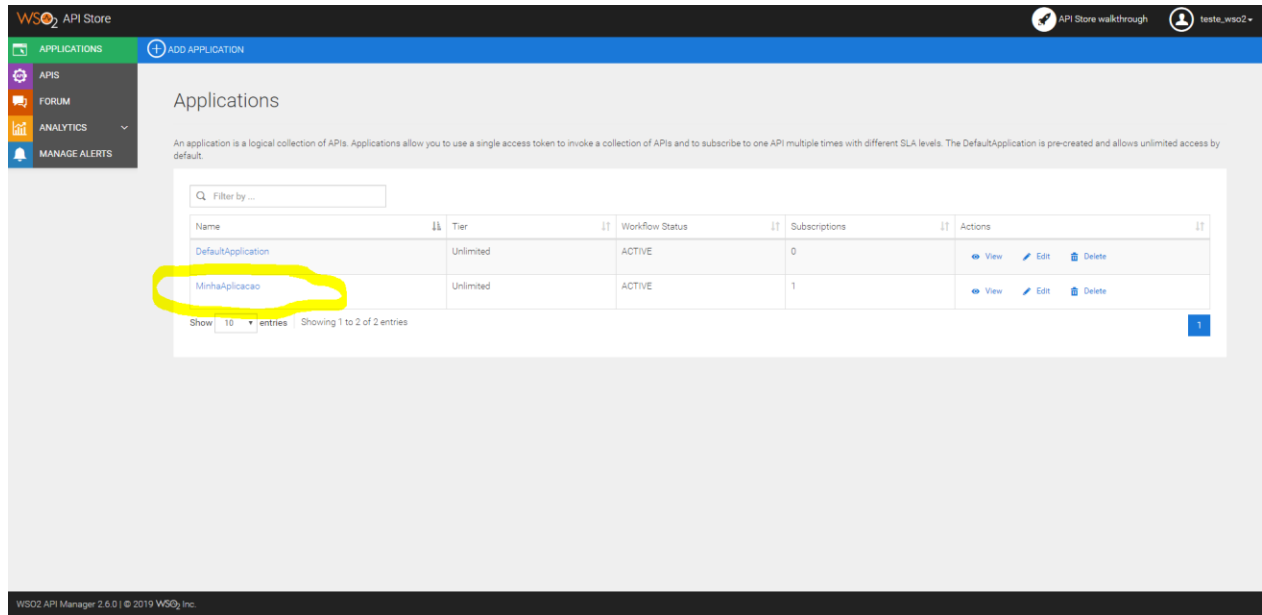 WSO2 API Store
API Store walkthrough
teste_wso2
APPLICATIONS
ADD APPLICATION
APIS
FORUM
ANALYTICS
MANAGE ALERTS
Applications
An application is a logical collection of APIs. Applications allow you to use a single access token to invoke a collection of APIs and to subscribe to one API multiple times with different SLA levels. The DefaultApplication is pre-created and allows unlimited access by
default.
Filter by ...
Name Tier Workflow Status Subscriptions Actions
DefaultApplication Unlimited ACTIVE 0 View Edit Delete
MinhaAplicacao Unlimited ACTIVE 1 View Edit Delete
Show 10 entries Showing 1 to 2 of 2 entries 1
WSO2 API Manager 2.6.0 | © 2019 WSO2 Inc.